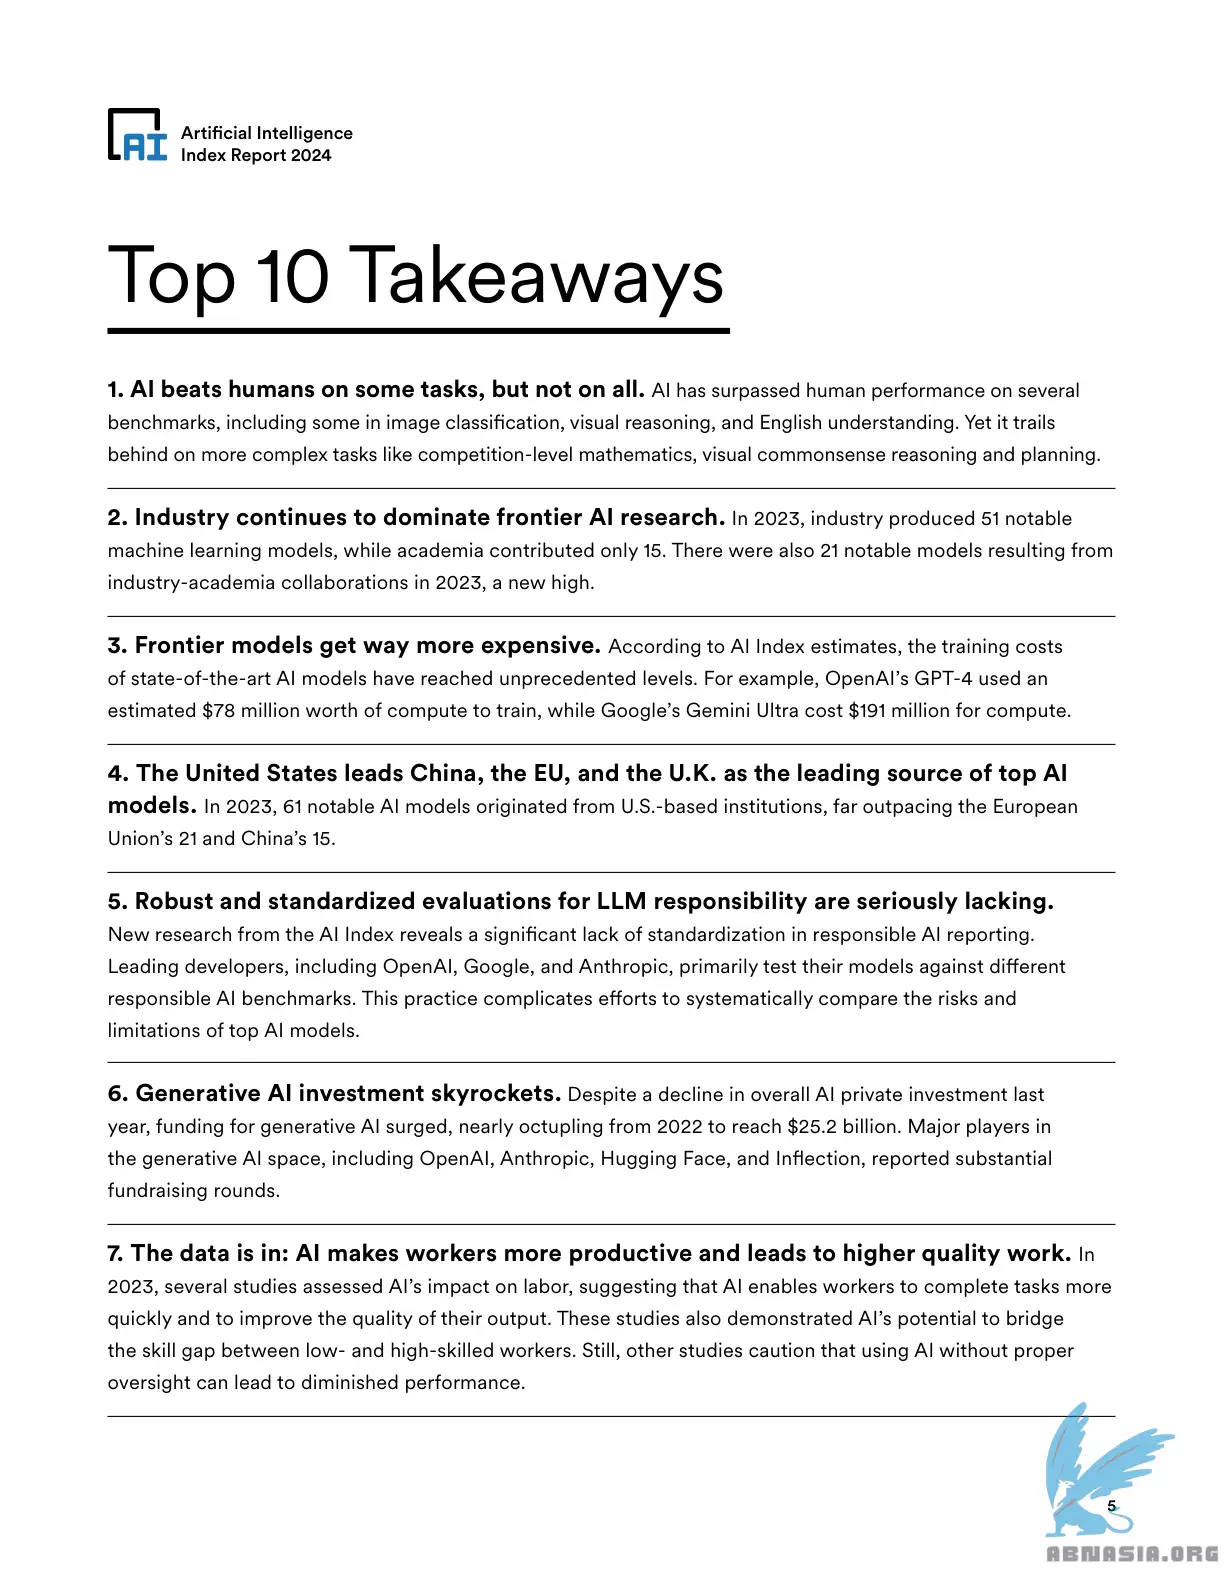 AI
Artificial Intelligence
Index Report 2024
Top 10 Takeaways
1. AI beats humans on some tasks, but not on all. AI has surpassed human performance on several
benchmarks, including some in image classification, visual reasoning, and English understanding. Yet it trails
behind on more complex tasks like competition-level mathematics, visual commonsense reasoning and planning.
2. Industry continues to dominate frontier AI research. In 2023, industry produced 51 notable
machine learning models, while academia contributed only 15. There were also 21 notable models resulting from
industry-academia collaborations in 2023, a new high.
3. Frontier models get way more expensive. According to AI Index estimates, the training costs
of state-of-the-art AI models have reached unprecedented levels. For example, OpenAI’s GPT-4 used an
estimated $78 million worth of compute to train, while Google’s Gemini Ultra cost $191 million for compute.
4. The United States leads China, the EU, and the U.K. as the leading source of top AI
models. In 2023, 61 notable AI models originated from U.S.-based institutions, far outpacing the European
Union’s 21 and China’s 15.
5. Robust and standardized evaluations for LLM responsibility are seriously lacking.
New research from the AI Index reveals a significant lack of standardization in responsible AI reporting.
Leading developers, including OpenAI, Google, and Anthropic, primarily test their models against different
responsible AI benchmarks. This practice complicates efforts to systematically compare the risks and
limitations of top AI models.
6. Generative AI investment skyrockets. Despite a decline in overall AI private investment last
year, funding for generative AI surged, nearly octupling from 2022 to reach $25.2 billion. Major players in
the generative AI space, including OpenAI, Anthropic, Hugging Face, and Inflection, reported substantial
fundraising rounds.
7. The data is in: AI makes workers more productive and leads to higher quality work. In
2023, several studies assessed AI’s impact on labor, suggesting that AI enables workers to complete tasks more
quickly and to improve the quality of their output. These studies also demonstrated AI’s potential to bridge
the skill gap between low- and high-skilled workers. Still, other studies caution that using AI without proper
oversight can lead to diminished performance.
5
ABNASIA.ORG